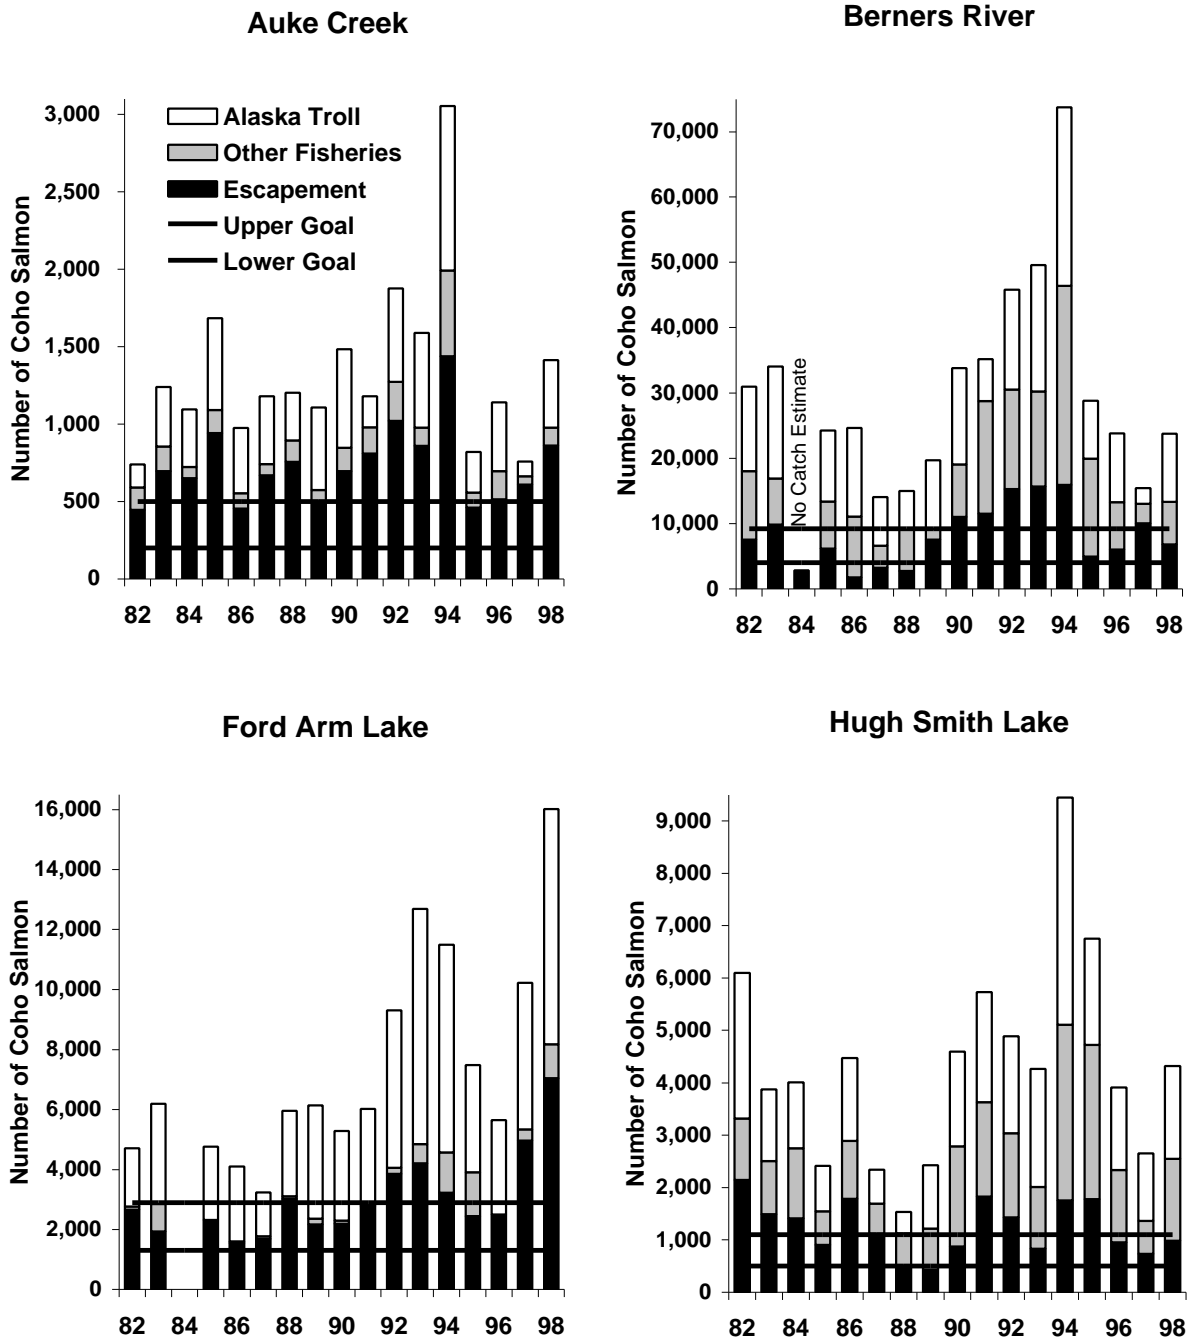 Auke Creek
Number of Coho Salmon
3,000
2,500
2,000
1,500
1,000
500
0
Alaska Troll
Other Fisheries
Escapement
Upper Goal
Lower Goal
82 84 86 88 90 92 94 96 98
Berners River
Number of Coho Salmon
70,000
60,000
50,000
40,000
30,000
20,000
10,000
0
No Catch Estimate
82 84 86 88 90 92 94 96 98
Ford Arm Lake
Number of Coho Salmon
16,000
14,000
12,000
10,000
8,000
6,000
4,000
2,000
0
82 84 86 88 90 92 94 96 98
Hugh Smith Lake
Number of Coho Salmon
9,000
8,000
7,000
6,000
5,000
4,000
3,000
2,000
1,000
0
82 84 86 88 90 92 94 96 98